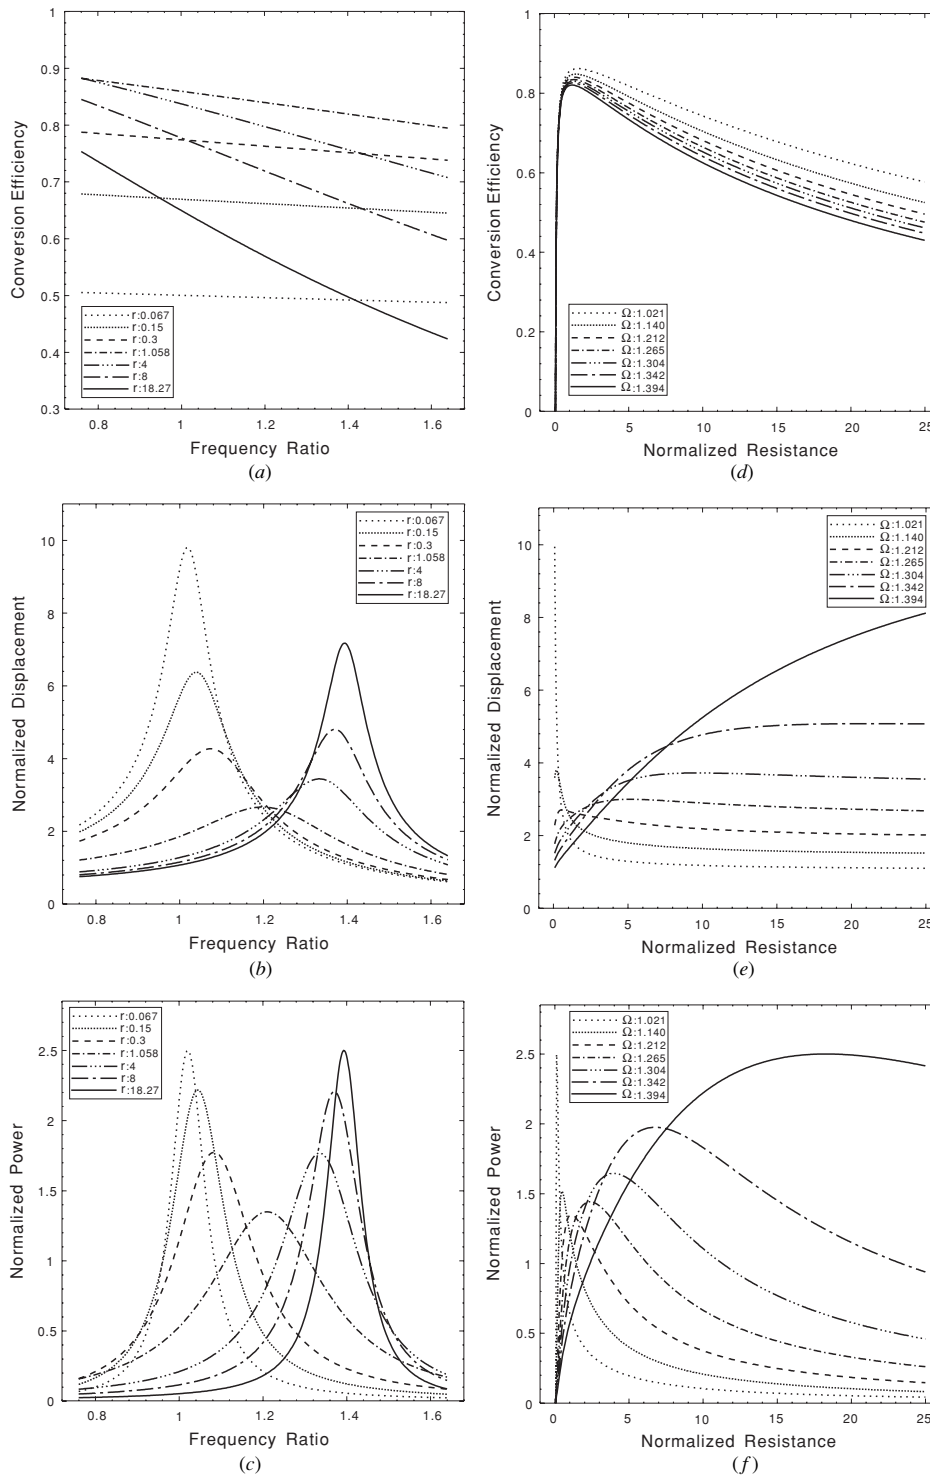 1
0.9
0.8
0.7
0.6
0.5
0.4
0.3
Conversion Efficiency
r:0.067
r:0.15
r:0.3
r:1.058
r:4
r:8
r:18.27
0.8 1 1.2 1.4 1.6
Frequency Ratio
(a)
1
0.8
0.6
0.4
0.2
0
Conversion Efficiency
Ω:1.021
Ω:1.140
Ω:1.212
Ω:1.265
Ω:1.304
Ω:1.342
Ω:1.394
0 5 10 15 20 25
Normalized Resistance
(d)
10
8
6
4
2
0
Normalized Displacement
r:0.067
r:0.15
r:0.3
r:1.058
r:4
r:8
r:18.27
0.8 1 1.2 1.4 1.6
Frequency Ratio
(b)
10
8
6
4
2
0
Normalized Displacement
Ω:1.021
Ω:1.140
Ω:1.212
Ω:1.265
Ω:1.304
Ω:1.342
Ω:1.394
0 5 10 15 20 25
Normalized Resistance
(e)
2.5
2
1.5
1
0.5
0
Normalized Power
r:0.067
r:0.15
r:0.3
r:1.058
r:4
r:8
r:18.27
0.8 1 1.2 1.4 1.6
Frequency Ratio
(c)
2.5
2
1.5
1
0.5
0
Normalized Power
Ω:1.021
Ω:1.140
Ω:1.212
Ω:1.265
Ω:1.304
Ω:1.342
Ω:1.394
0 5 10 15 20 25
Normalized Resistance
(f)